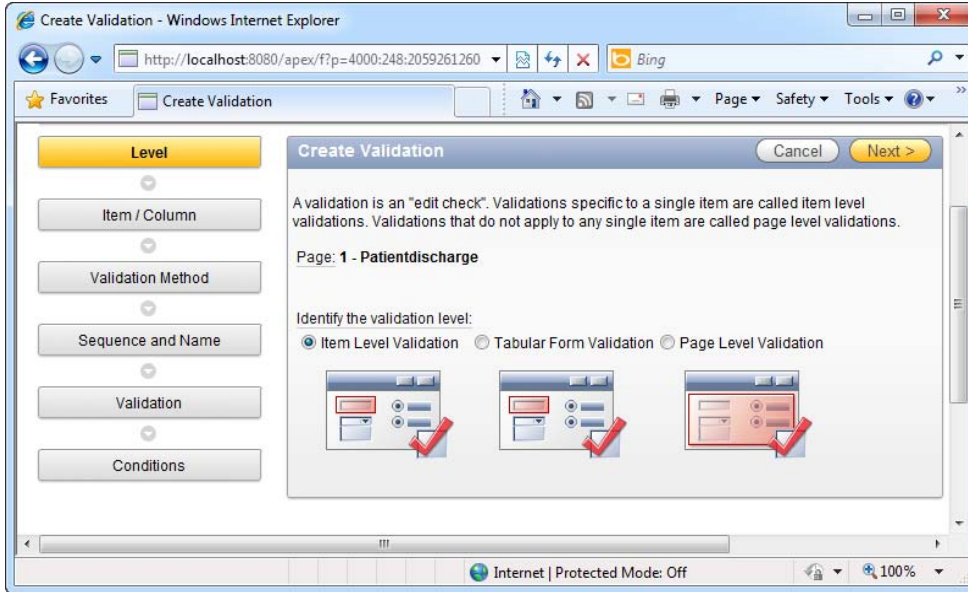 Create Validation - Windows Internet Explorer
http://localhost:8080/apex/f?p=4000:248:2059261260
Bing
Favorites
Create Validation
Page
Safety
Tools
Level
Item / Column
Validation Method
Sequence and Name
Validation
Conditions
Create Validation
Cancel
Next >
A validation is an "edit check". Validations specific to a single item are called item level
validations. Validations that do not apply to any single item are called page level validations.
Page: 1 - Patientdischarge
Identify the validation level:
Item Level Validation
Tabular Form Validation
Page Level Validation
Internet | Protected Mode: Off
100%